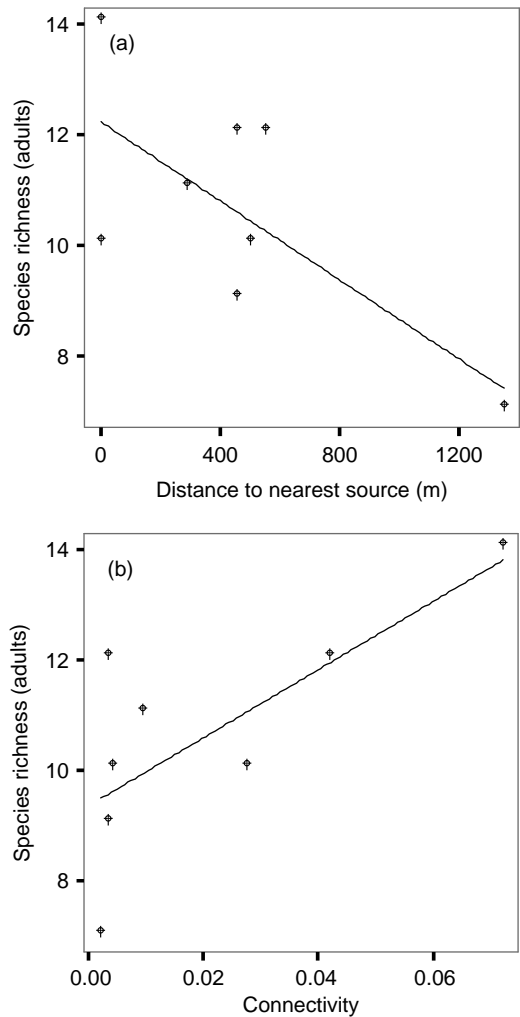 (a)
Species richness (adults)
14
12
10
8
0 400 800 1200
Distance to nearest source (m)
(b)
Species richness (adults)
14
12
10
8
0.00 0.02 0.04 0.06
Connectivity